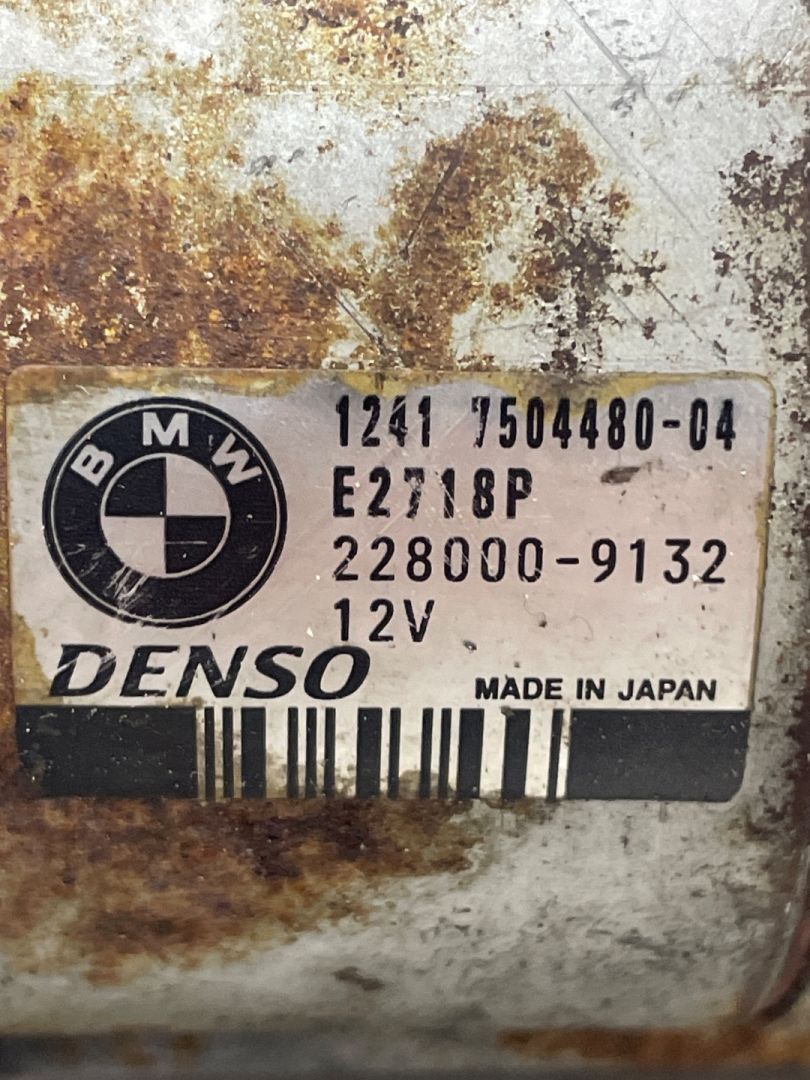 BMW
1241 7504480-04
E2718P
228000-9132
12V
DENSO
MADE IN JAPAN